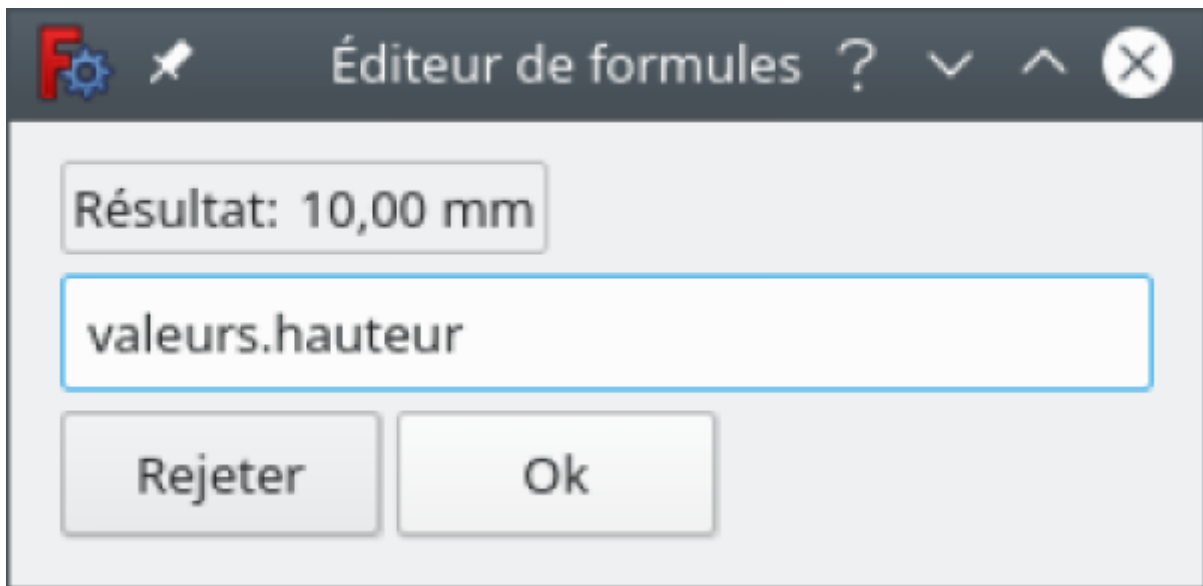 Éditeur de formules
Résultat: 10,00 mm
valeurs.hauteur
Rejeter Ok